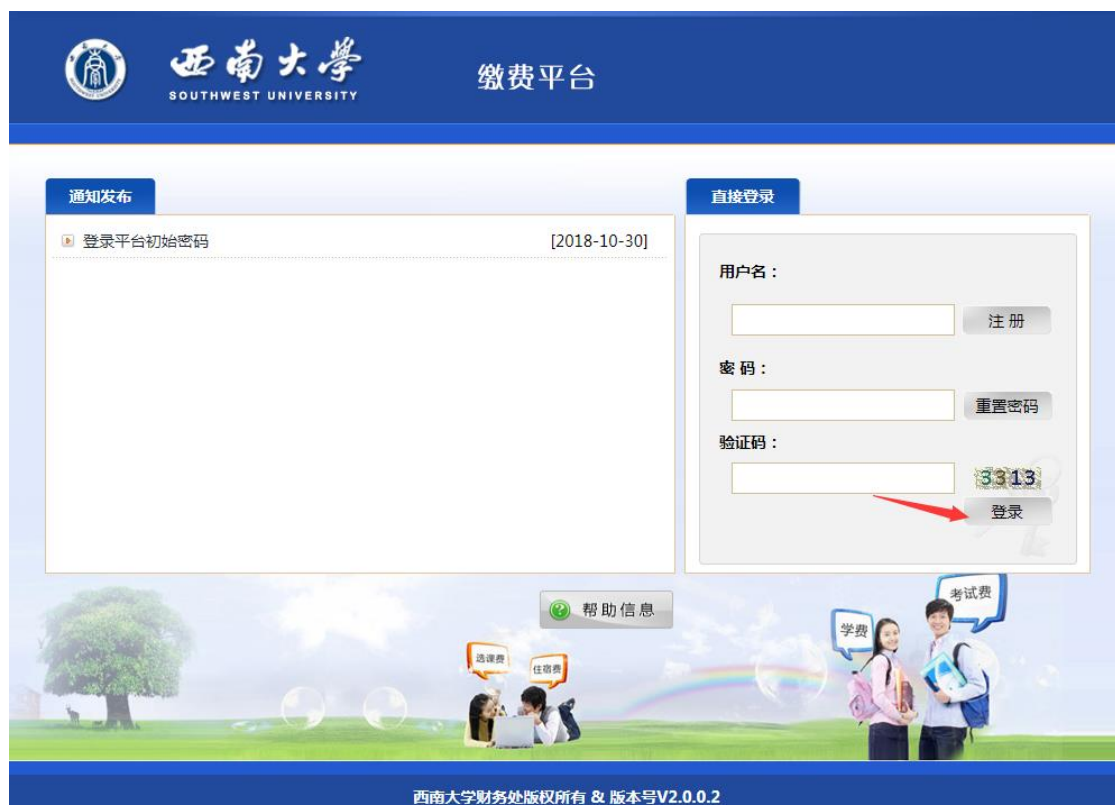 西南大学
SOUTHWEST UNIVERSITY
缴费平台
通知发布
登录平台初始密码 [2018-10-30]
直接登录
用户名：
注 册
密 码：
重置密码
验证码：
3313
登录
帮助信息
考试费
学费
选课费
住宿费
西南大学财务处版权所有 & 版本号V2.0.0.2